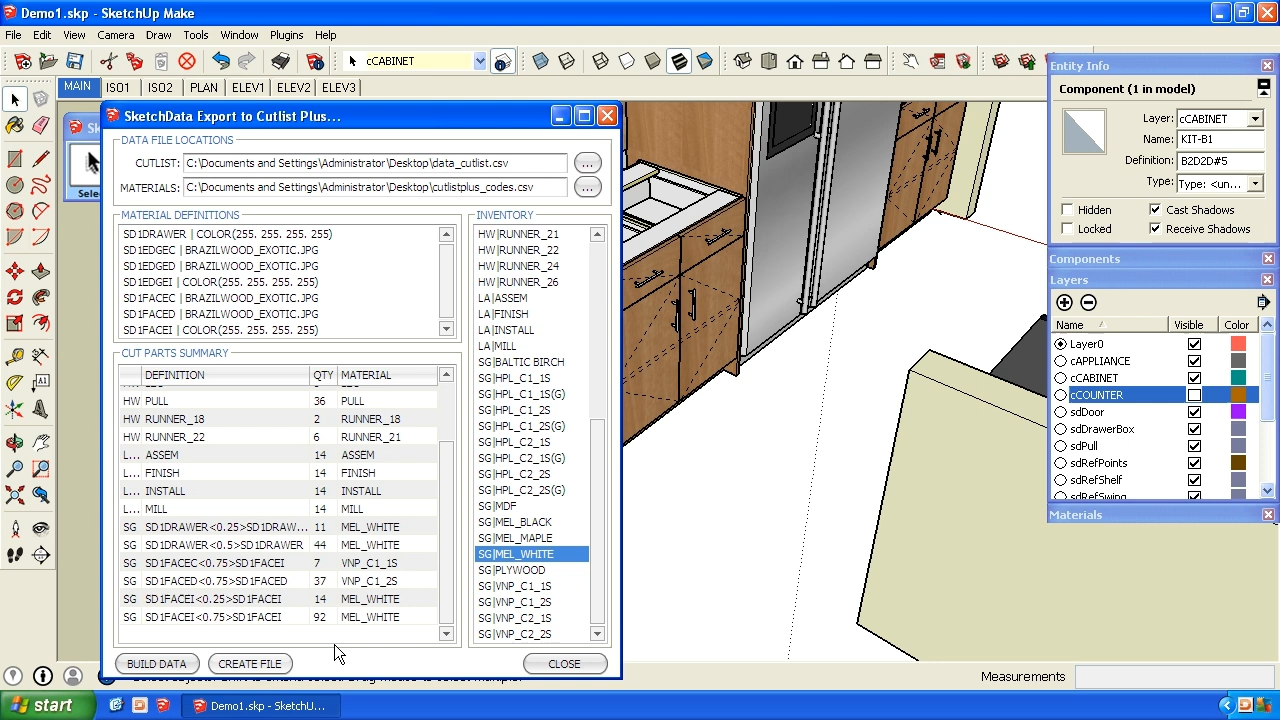 Demo1.skp - SketchUp Make
File Edit View Camera Draw Tools Window Plugins Help
cCABINET
MAIN ISO1 ISO2 PLAN ELEV1 ELEV2 ELEV3
SketchData Export to Cutlist Plus...
DATA FILE LOCATIONS
CUTLIST: C:\Documents and Settings\Administrator\Desktop\data_cutlist.csv ...
MATERIALS: C:\Documents and Settings\Administrator\Desktop\cutlistplus_codes.csv ...
MATERIAL DEFINITIONS
SD1DRAWER | COLOR(255. 255. 255. 255)
SD1EDGEC | BRAZILWOOD_EXOTIC.JPG
SD1EDGED | BRAZILWOOD_EXOTIC.JPG
SD1EDGEI | COLOR(255. 255. 255. 255)
SD1FACEC | BRAZILWOOD_EXOTIC.JPG
SD1FACED | BRAZILWOOD_EXOTIC.JPG
SD1FACEI | COLOR(255. 255. 255. 255)
CUT PARTS SUMMARY
DEFINITION QTY MATERIAL
HW PULL 36 PULL
HW RUNNER_18 2 RUNNER_18
HW RUNNER_22 6 RUNNER_21
L... ASSEM 14 ASSEM
L... FINISH 14 FINISH
L... INSTALL 14 INSTALL
L... MILL 14 MILL
SG SD1DRAWER<0.25>SD1DRAW... 11 MEL_WHITE
SG SD1DRAWER<0.5>SD1DRAWER 44 MEL_WHITE
SG SD1FACEC<0.75>SD1FACEI 7 VNP_C1_1S
SG SD1FACED<0.75>SD1FACED 37 VNP_C1_2S
SG SD1FACEI<0.25>SD1FACEI 14 MEL_WHITE
SG SD1FACEI<0.75>SD1FACEI 92 MEL_WHITE
INVENTORY
HW|RUNNER_21
HW|RUNNER_22
HW|RUNNER_24
HW|RUNNER_26
LA|ASSEM
LA|FINISH
LA|INSTALL
LA|MILL
SG|BALTIC BIRCH
SG|HPL_C1_1S
SG|HPL_C1_1S(G)
SG|HPL_C1_2S
SG|HPL_C1_2S(G)
SG|HPL_C2_1S
SG|HPL_C2_1S(G)
SG|HPL_C2_2S
SG|HPL_C2_2S(G)
SG|MDF
SG|MEL_BLACK
SG|MEL_MAPLE
SG|MEL_WHITE
SG|PLYWOOD
SG|VNP_C1_1S
SG|VNP_C1_2S
SG|VNP_C2_1S
SG|VNP_C2_2S
BUILD DATA CREATE FILE CLOSE
Selec
Entity Info
Component (1 in model)
Layer: cCABINET
Name: KIT-B1
Definition: B2D2D#5
Type: Type: <un...
Hidden Cast Shadows
Locked Receive Shadows
Components
Layers
Name Visible Color
Layer0
cAPPLIANCE
cCABINET
cCOUNTER
sdDoor
sdDrawerBox
sdPull
sdRefPoints
sdRefShelf
sdRefSwing
Materials
Measurements
start Demo1.skp - SketchU...